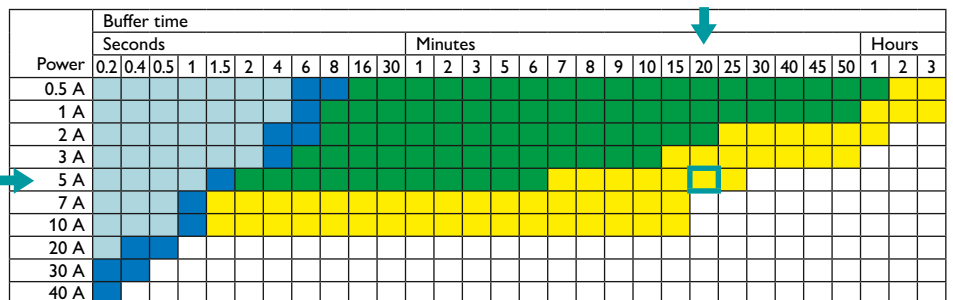 Buffer time
Seconds Minutes Hours
Power 0.2 0.4 0.5 1 1.5 2 4 6 8 16 30 1 2 3 5 6 7 8 9 10 15 20 25 30 40 45 50 1 2 3
0.5 A
1 A
2 A
3 A
5 A
7 A
10 A
20 A
30 A
40 A